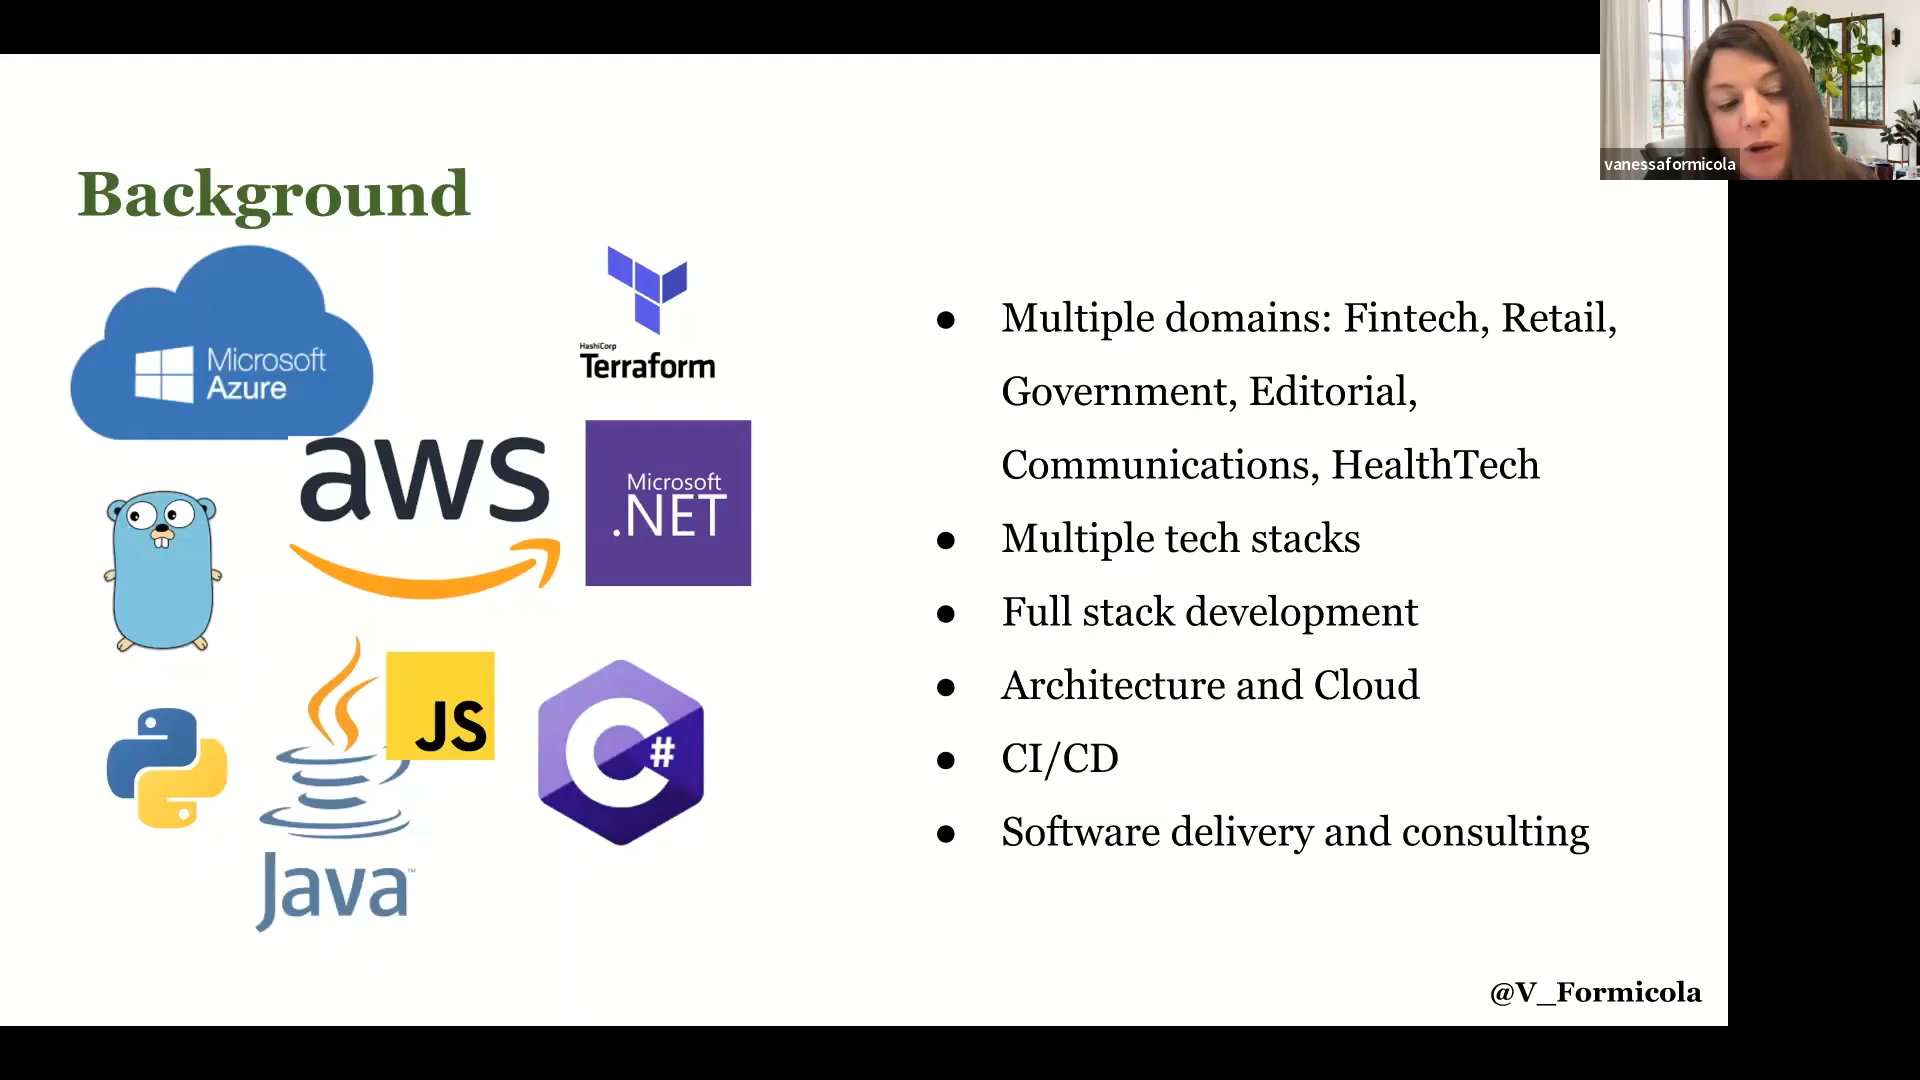 vanessaformicola
Background
Microsoft
Azure
HashiCorp
Terraform
aws
Microsoft
.NET
JS
C#
Java™
● Multiple domains: Fintech, Retail,
Government, Editorial,
Communications, HealthTech
● Multiple tech stacks
● Full stack development
● Architecture and Cloud
● CI/CD
● Software delivery and consulting
@V_Formicola